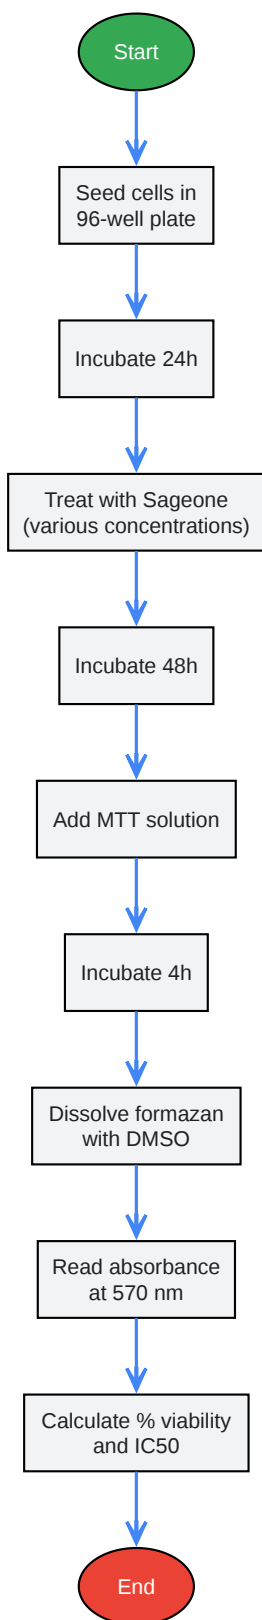 Start
Seed cells in
96-well plate
Incubate 24h
Treat with Sageone
(various concentrations)
Incubate 48h
Add MTT solution
Incubate 4h
Dissolve formazan
with DMSO
Read absorbance
at 570 nm
Calculate % viability
and IC50
End